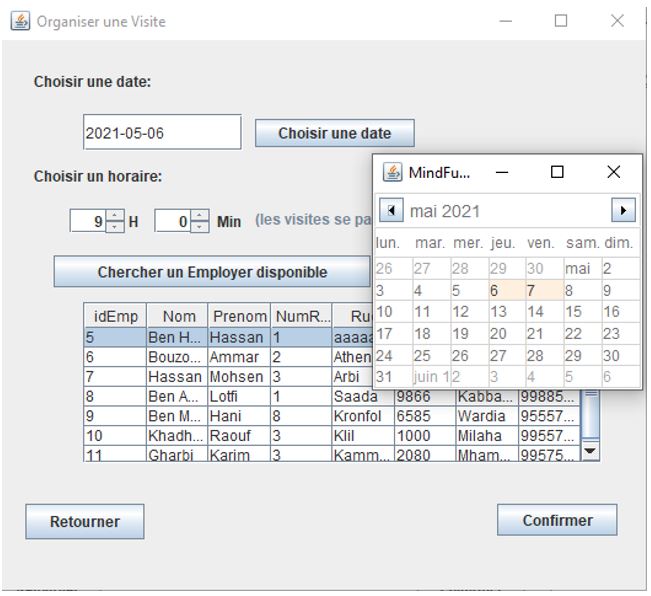 Organiser une Visite
Choisir une date:
2021-05-06
Choisir une date
Choisir un horaire:
9 H 0 Min (les visites se pa
Chercher un Employer disponible
MindFu...
mai 2021
lun. mar. mer. jeu. ven. sam. dim.
26 27 28 29 30 mai 2
3 4 5 6 7 8 9
10 11 12 13 14 15 16
17 18 19 20 21 22 23
24 25 26 27 28 29 30
31 juin 1 2 3 4 5 6
idEmp Nom Prenom NumR... Ru
5 Ben H... Hassan 1 aaaa
6 Bouzo... Ammar 2 Athen
7 Hassan Mohsen 3 Arbi
8 Ben A... Lotfi 1 Saada 9866 Kabba... 99885...
9 Ben M... Hani 8 Kronfol 6585 Wardia 95557...
10 Khadh... Raouf 3 Klil 1000 Milaha 99557...
11 Gharbi Karim 3 Kamm... 2080 Mham... 99575...
Retourner
Confirmer